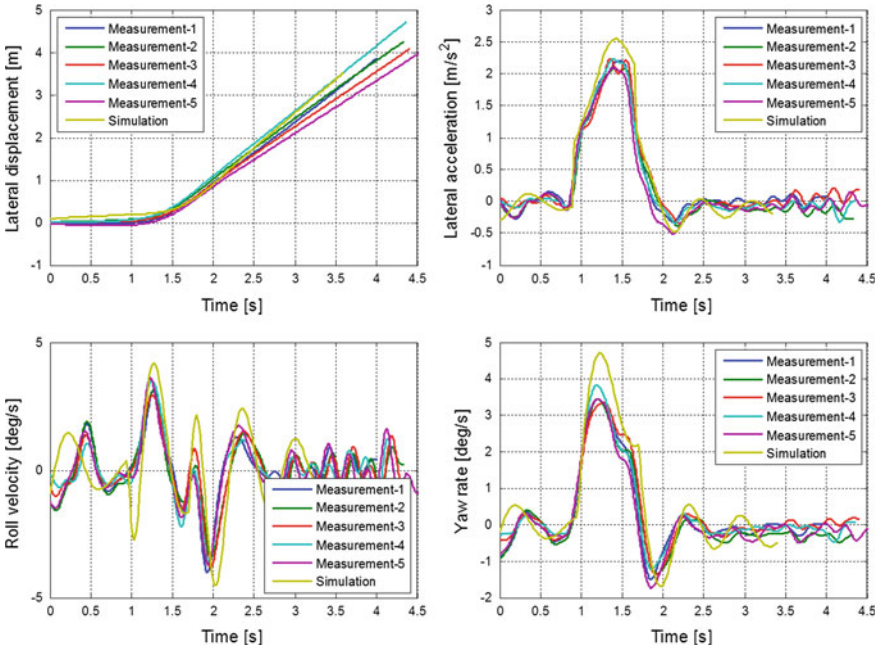 5
4
3
2
1
0
-1
Lateral displacement [m]
Measurement-1
Measurement-2
Measurement-3
Measurement-4
Measurement-5
Simulation
0 0.5 1 1.5 2 2.5 3 3.5 4 4.5
Time [s]
3
2.5
2
1.5
1
0.5
0
-0.5
-1
Lateral acceleration [m/s²]
Measurement-1
Measurement-2
Measurement-3
Measurement-4
Measurement-5
Simulation
0 0.5 1 1.5 2 2.5 3 3.5 4 4.5
Time [s]
5
0
-5
Roll velocity [deg/s]
Measurement-1
Measurement-2
Measurement-3
Measurement-4
Measurement-5
Simulation
0 0.5 1 1.5 2 2.5 3 3.5 4 4.5
Time [s]
5
4
3
2
1
0
-1
-2
Yaw rate [deg/s]
Measurement-1
Measurement-2
Measurement-3
Measurement-4
Measurement-5
Simulation
0 0.5 1 1.5 2 2.5 3 3.5 4 4.5
Time [s]